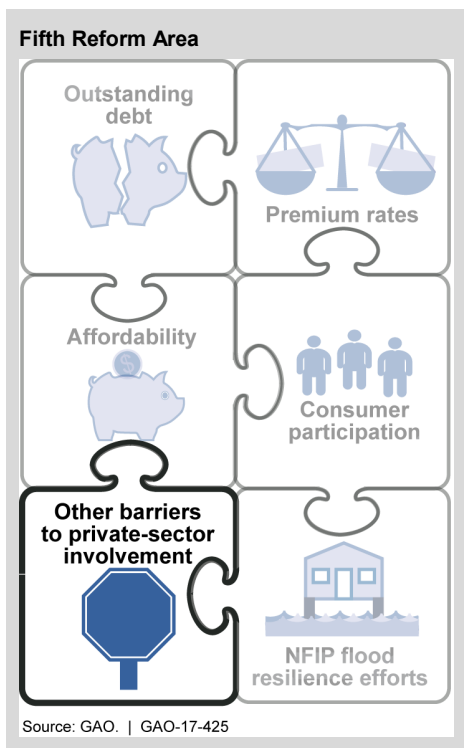 Fifth Reform Area
Outstanding
debt
Premium rates
Affordability
$
Consumer
participation
Other barriers
to private-sector
involvement
NFIP flood
resilience efforts
Source: GAO. | GAO-17-425